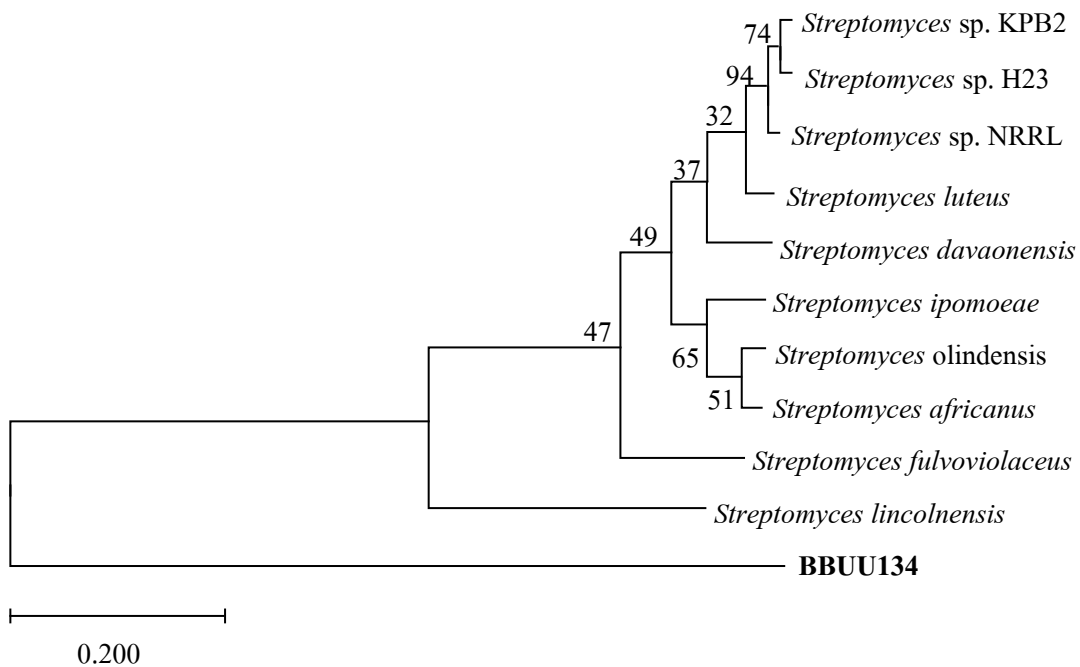 Streptomyces sp. KPB2
74
Streptomyces sp. H23
94
32
Streptomyces sp. NRRL
37
Streptomyces luteus
49
Streptomyces davaonensis
Streptomyces ipomoeae
47
65
Streptomyces olindensis
51
Streptomyces africanus
Streptomyces fulvoviolaceus
Streptomyces lincolnensis
BBUU134
0.200